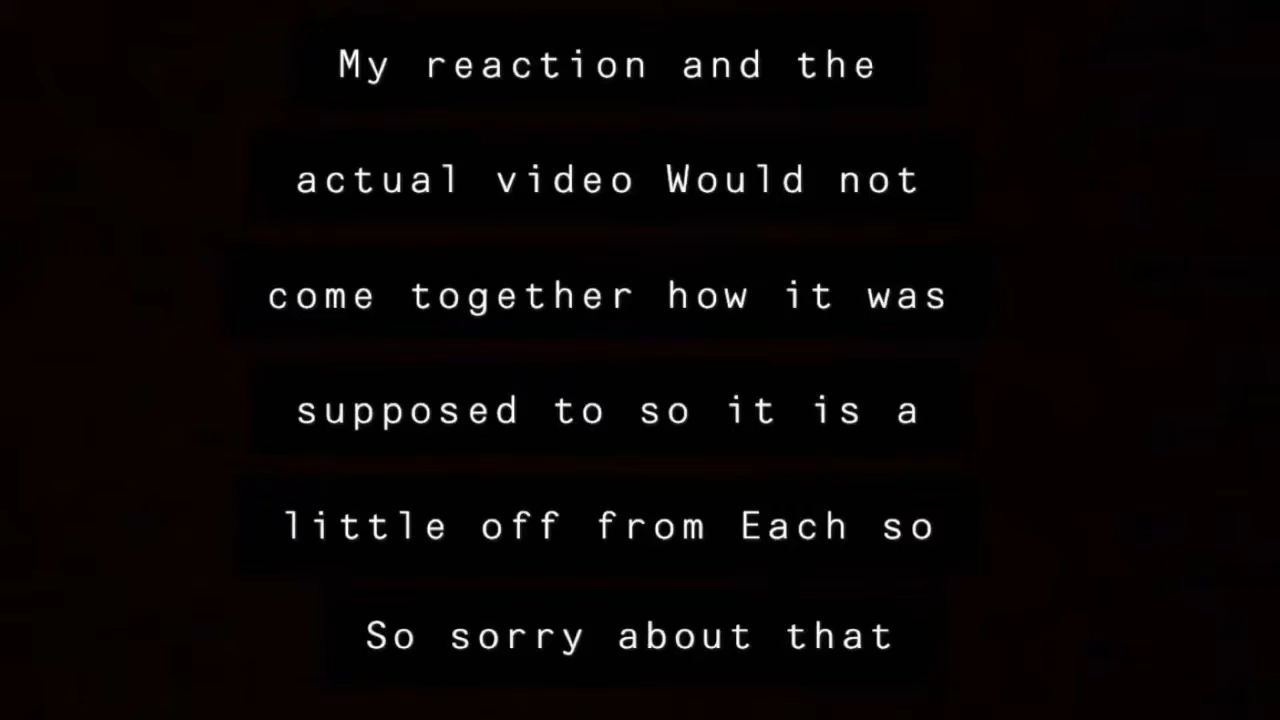 My reaction and the
actual video Would not
come together how it was
supposed to so it is a
little off from Each so
So sorry about that